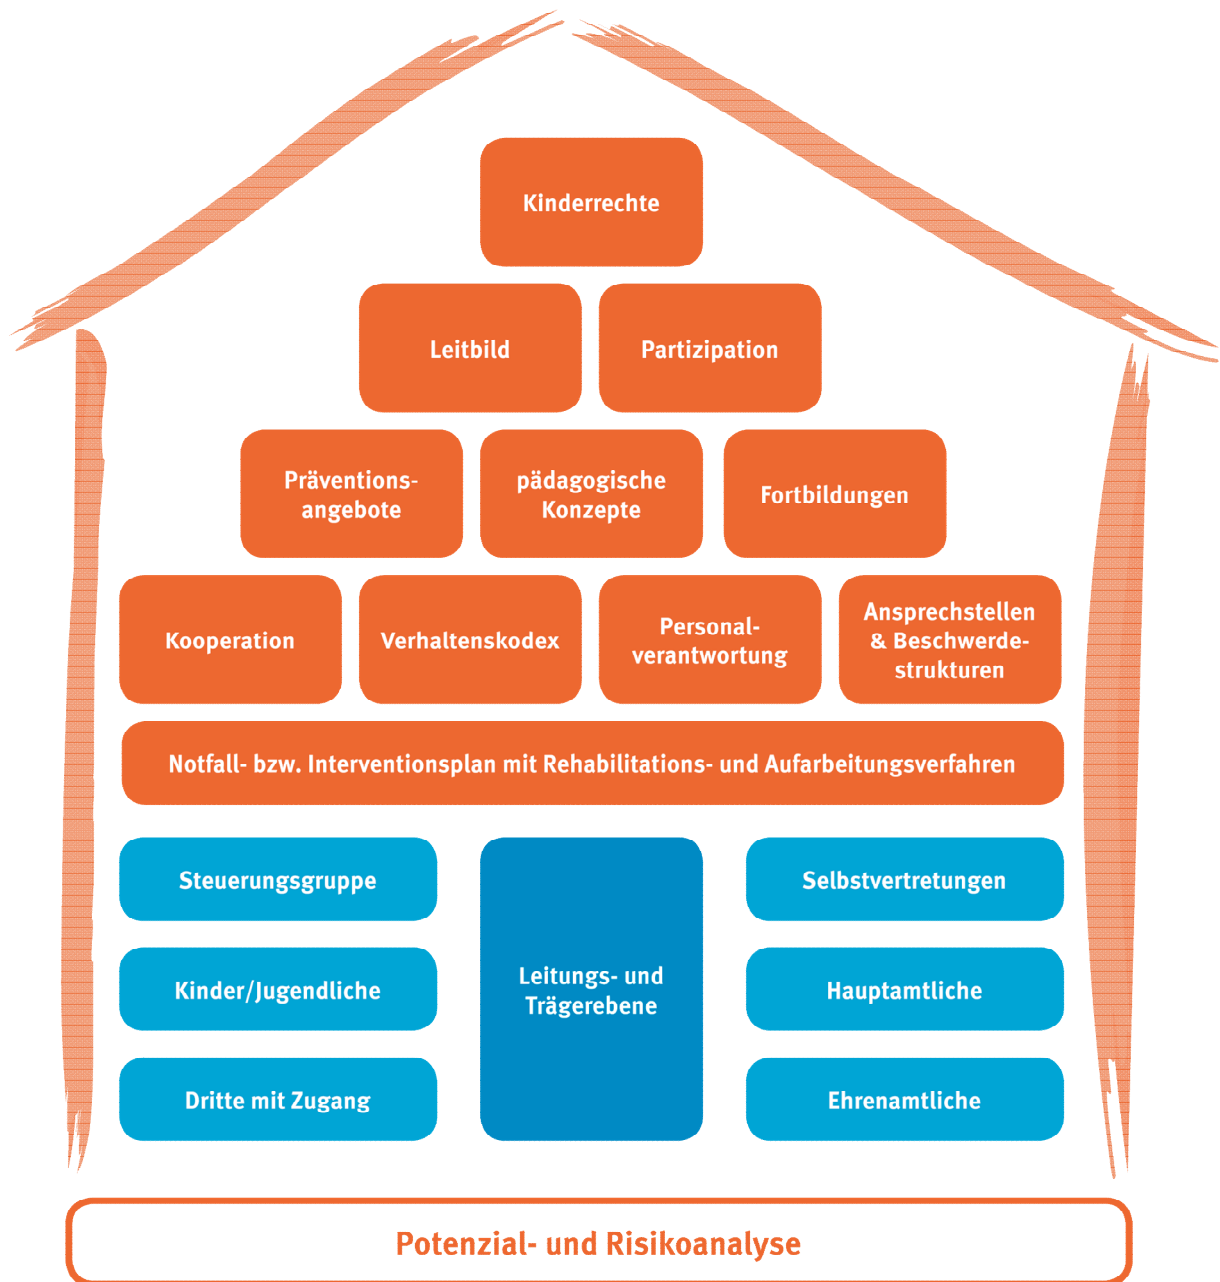 Kinderrechte
Leitbild
Partizipation
Präventions-
angebote
pädagogische
Konzepte
Fortbildungen
Kooperation
Verhaltenskodex
Personal-
verantwortung
Ansprechstellen
& Beschwerde-
strukturen
Notfall- bzw. Interventionsplan mit Rehabilitations- und Aufarbeitungsverfahren
Steuerungsgruppe
Kinder/Jugendliche
Dritte mit Zugang
Leitungs- und
Trägerebene
Selbstvertretungen
Hauptamtliche
Ehrenamtliche
Potenzial- und Risikoanalyse